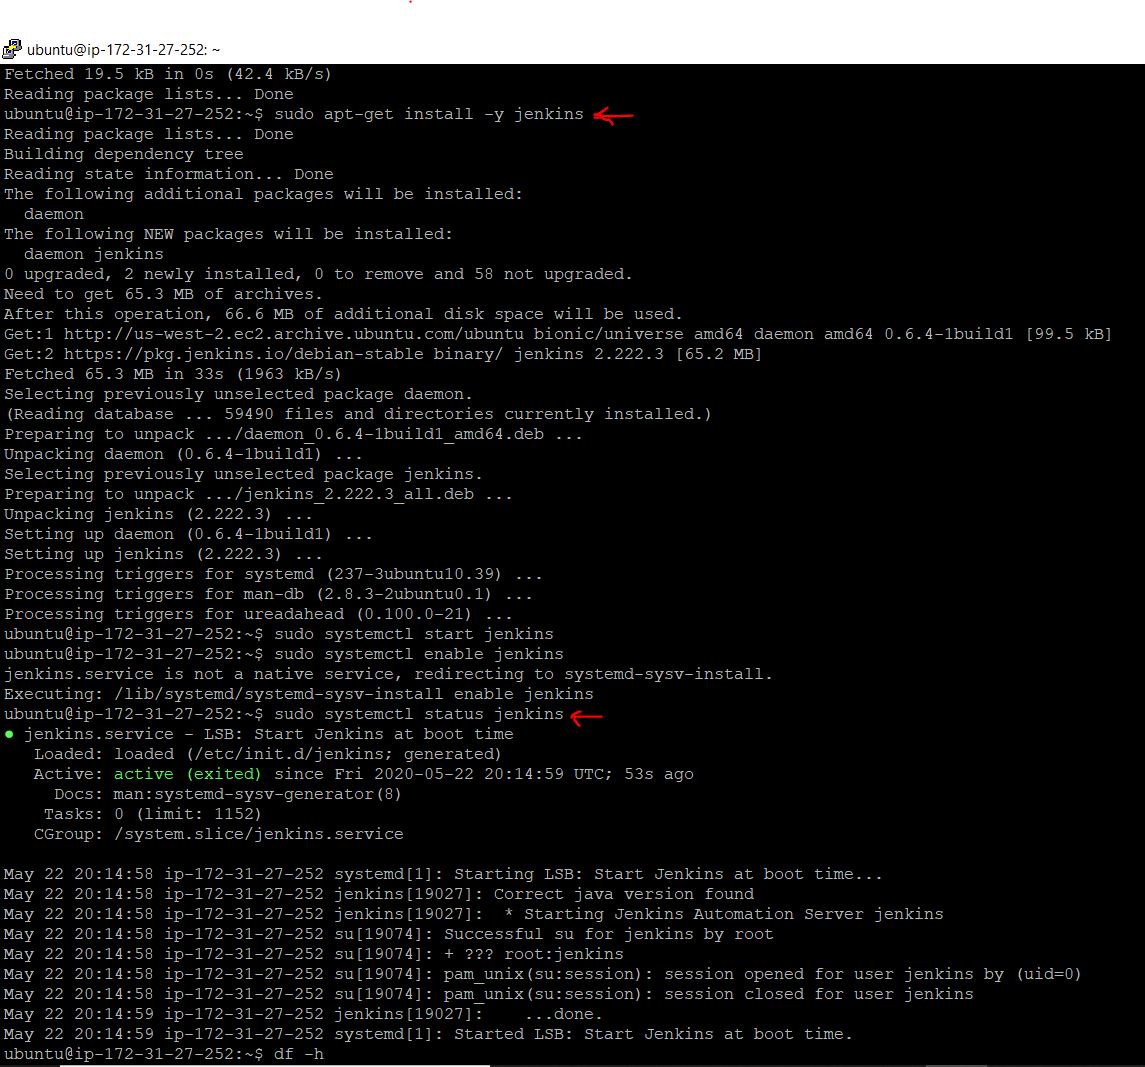 ubuntu@ip-172-31-27-252: ~
Fetched 19.5 kB in 0s (42.4 kB/s)
Reading package lists... Done
ubuntu@ip-172-31-27-252:~$ sudo apt-get install -y jenkins
Reading package lists... Done
Building dependency tree
Reading state information... Done
The following additional packages will be installed:
  daemon
The following NEW packages will be installed:
  daemon jenkins
0 upgraded, 2 newly installed, 0 to remove and 58 not upgraded.
Need to get 65.3 MB of archives.
After this operation, 66.6 MB of additional disk space will be used.
Get:1 http://us-west-2.ec2.archive.ubuntu.com/ubuntu bionic/universe amd64 daemon amd64 0.6.4-1build1 [99.5 kB]
Get:2 https://pkg.jenkins.io/debian-stable binary/ jenkins 2.222.3 [65.2 MB]
Fetched 65.3 MB in 33s (1963 kB/s)
Selecting previously unselected package daemon.
(Reading database ... 59490 files and directories currently installed.)
Preparing to unpack .../daemon_0.6.4-1build1_amd64.deb ...
Unpacking daemon (0.6.4-1build1) ...
Selecting previously unselected package jenkins.
Preparing to unpack .../jenkins_2.222.3_all.deb ...
Unpacking jenkins (2.222.3) ...
Setting up daemon (0.6.4-1build1) ...
Setting up jenkins (2.222.3) ...
Processing triggers for systemd (237-3ubuntu10.39) ...
Processing triggers for man-db (2.8.3-2ubuntu0.1) ...
Processing triggers for ureadahead (0.100.0-21) ...
ubuntu@ip-172-31-27-252:~$ sudo systemctl start jenkins
ubuntu@ip-172-31-27-252:~$ sudo systemctl enable jenkins
jenkins.service is not a native service, redirecting to systemd-sysv-install.
Executing: /lib/systemd/systemd-sysv-install enable jenkins
ubuntu@ip-172-31-27-252:~$ sudo systemctl status jenkins
● jenkins.service - LSB: Start Jenkins at boot time
   Loaded: loaded (/etc/init.d/jenkins; generated)
   Active: active (exited) since Fri 2020-05-22 20:14:59 UTC; 53s ago
     Docs: man:systemd-sysv-generator(8)
    Tasks: 0 (limit: 1152)
   CGroup: /system.slice/jenkins.service
May 22 20:14:58 ip-172-31-27-252 systemd[1]: Starting LSB: Start Jenkins at boot time...
May 22 20:14:58 ip-172-31-27-252 jenkins[19027]: Correct java version found
May 22 20:14:58 ip-172-31-27-252 jenkins[19027]:  * Starting Jenkins Automation Server jenkins
May 22 20:14:58 ip-172-31-27-252 su[19074]: Successful su for jenkins by root
May 22 20:14:58 ip-172-31-27-252 su[19074]: + ??? root:jenkins
May 22 20:14:58 ip-172-31-27-252 su[19074]: pam_unix(su:session): session opened for user jenkins by (uid=0)
May 22 20:14:58 ip-172-31-27-252 su[19074]: pam_unix(su:session): session closed for user jenkins
May 22 20:14:59 ip-172-31-27-252 jenkins[19027]:    ...done.
May 22 20:14:59 ip-172-31-27-252 systemd[1]: Started LSB: Start Jenkins at boot time.
ubuntu@ip-172-31-27-252:~$ df -h